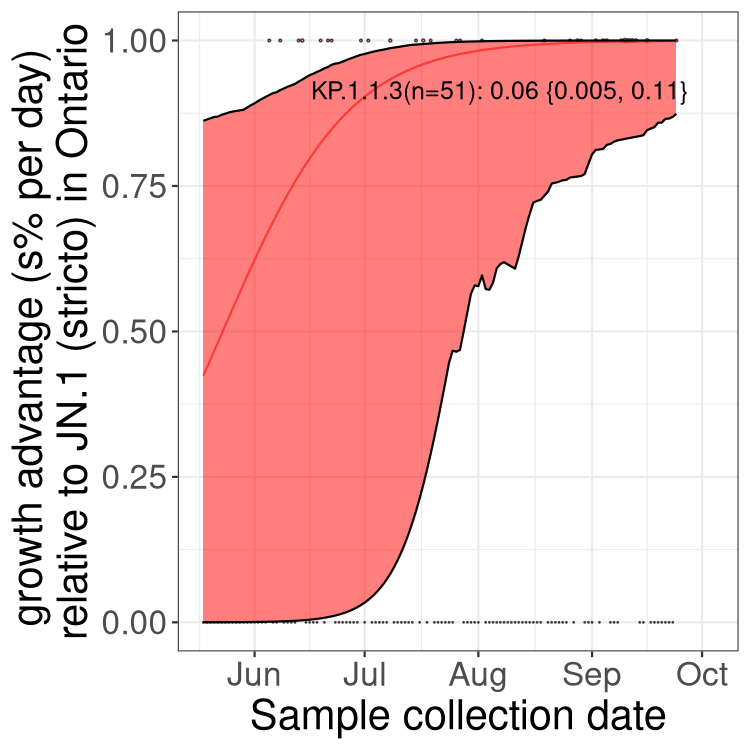 growth advantage (s% per day)
relative to JN.1 (stricto) in Ontario
1.00
0.75
0.50
0.25
0.00
KP.1.1.3(n=51): 0.06 {0.005, 0.11}
Jun Jul Aug Sep Oct
Sample collection date